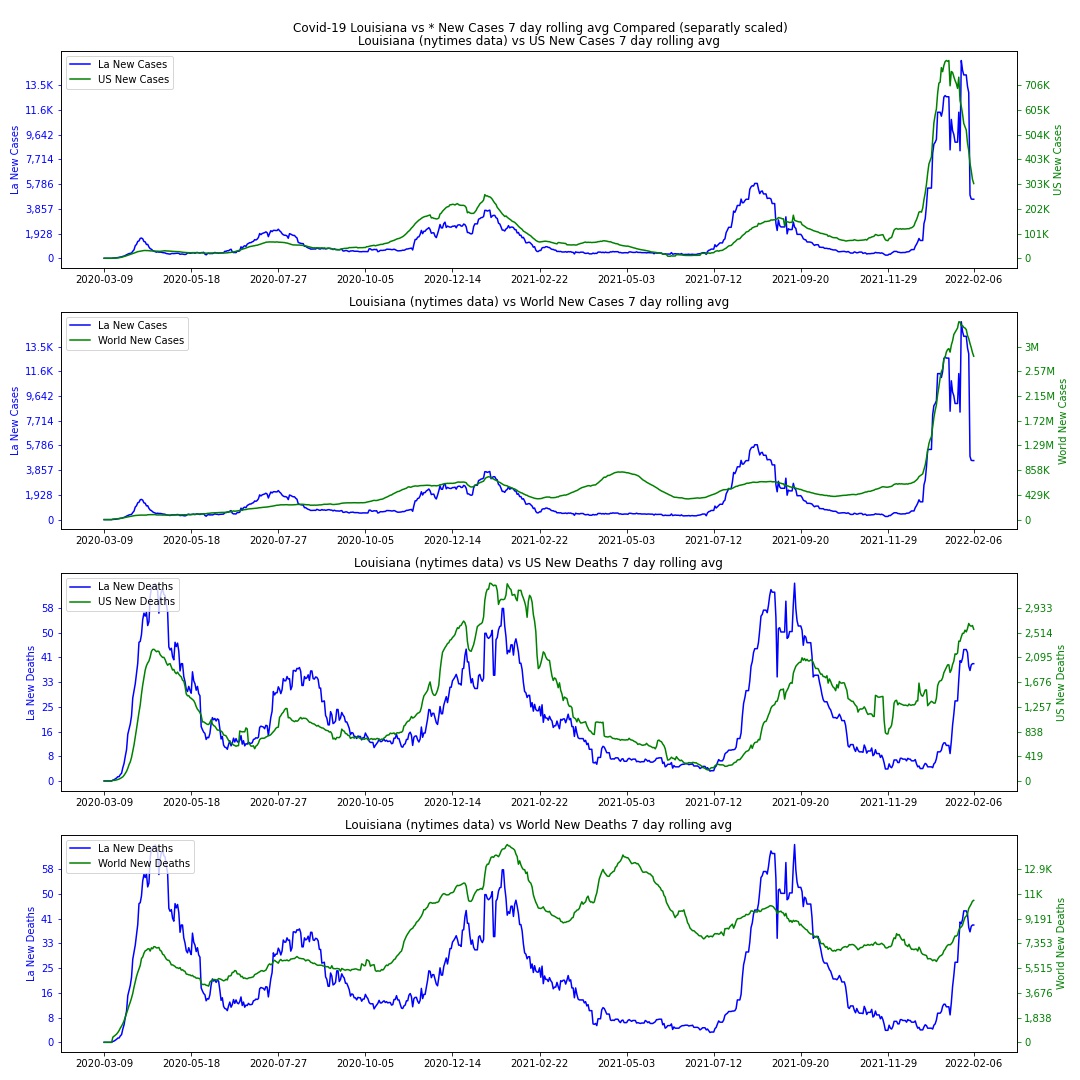 Covid-19 Louisiana vs * New Cases 7 day rolling avg Compared (separatly scaled)
Louisiana (nytimes data) vs US New Cases 7 day rolling avg
La New Cases
US New Cases
13.5K
11.6K
9,642
7,714
5,786
3,857
1,928
0
La New Cases
706K
605K
504K
403K
303K
202K
101K
0
US New Cases
2020-03-09 2020-05-18 2020-07-27 2020-10-05 2020-12-14 2021-02-22 2021-05-03 2021-07-12 2021-09-20 2021-11-29 2022-02-06
Louisiana (nytimes data) vs World New Cases 7 day rolling avg
La New Cases
World New Cases
13.5K
11.6K
9,642
7,714
5,786
3,857
1,928
0
La New Cases
3M
2.57M
2.15M
1.72M
1.29M
858K
429K
0
World New Cases
2020-03-09 2020-05-18 2020-07-27 2020-10-05 2020-12-14 2021-02-22 2021-05-03 2021-07-12 2021-09-20 2021-11-29 2022-02-06
Louisiana (nytimes data) vs US New Deaths 7 day rolling avg
La New Deaths
US New Deaths
58
50
41
33
25
16
8
0
La New Deaths
2,933
2,514
2,095
1,676
1,257
838
419
0
US New Deaths
2020-03-09 2020-05-18 2020-07-27 2020-10-05 2020-12-14 2021-02-22 2021-05-03 2021-07-12 2021-09-20 2021-11-29 2022-02-06
Louisiana (nytimes data) vs World New Deaths 7 day rolling avg
La New Deaths
World New Deaths
58
50
41
33
25
16
8
0
La New Deaths
12.9K
11K
9,191
7,353
5,515
3,676
1,838
0
World New Deaths
2020-03-09 2020-05-18 2020-07-27 2020-10-05 2020-12-14 2021-02-22 2021-05-03 2021-07-12 2021-09-20 2021-11-29 2022-02-06